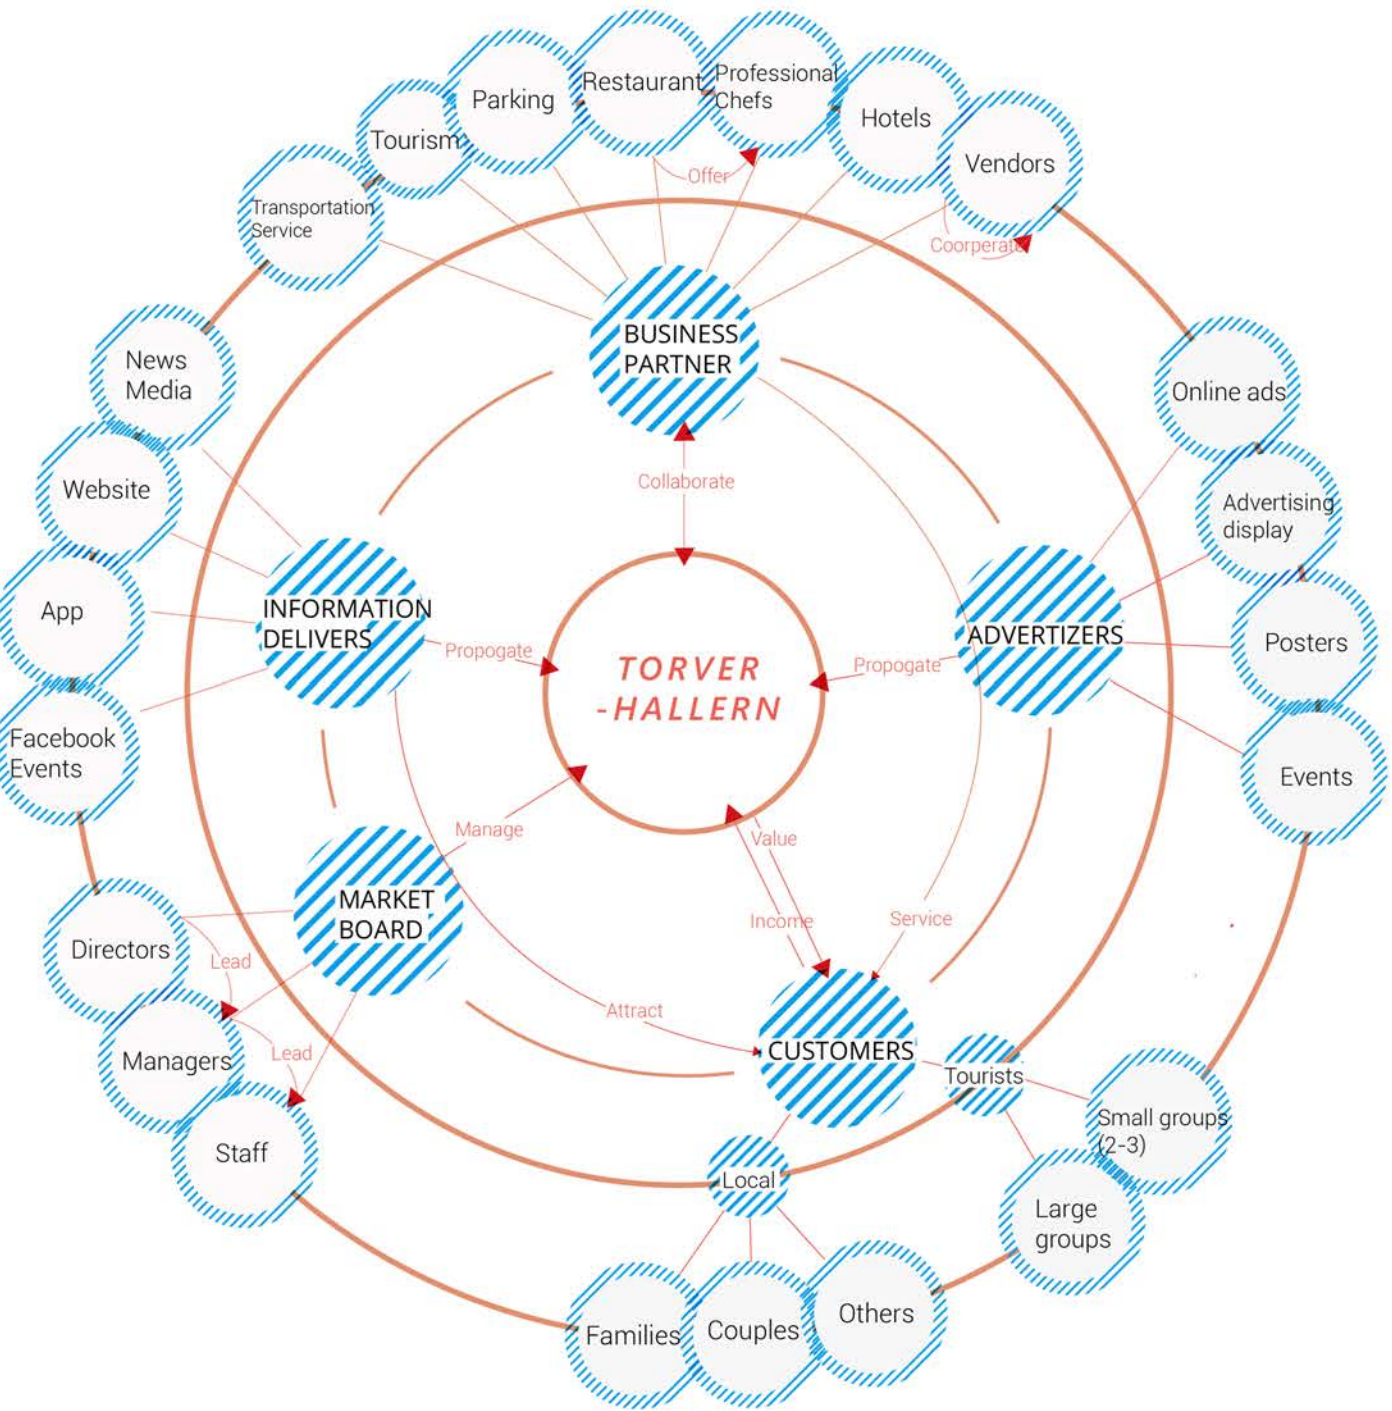 Restaurant
Professional
Chefs
Parking
Hotels
Tourism
Vendors
Transportation
Service
Offer
Coorperate
BUSINESS
PARTNER
News
Media
Online ads
Website
Collaborate
Advertising
display
App
INFORMATION
DELIVERS
Propogate
TORVER
-HALLERN
Propogate
ADVERTIZERS
Posters
Facebook
Events
Events
Manage
Value
MARKET
BOARD
Income
Service
Directors
Lead
Attract
Managers
Lead
CUSTOMERS
Tourists
Small groups
(2-3)
Staff
Local
Large
groups
Families
Couples
Others